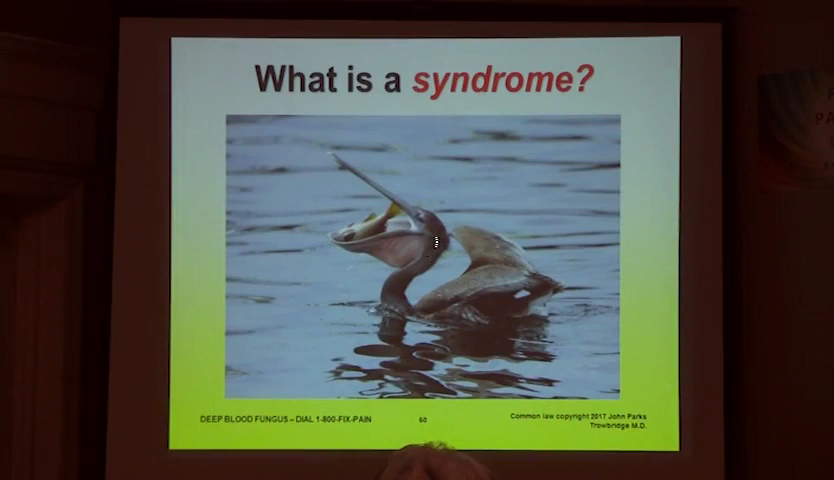 What is a syndrome?
DEEP BLOOD FUNGUS – DIAL 1-800-FIX-PAIN
60
Common law copyright 2017 John Parks
Trowbridge M.D.